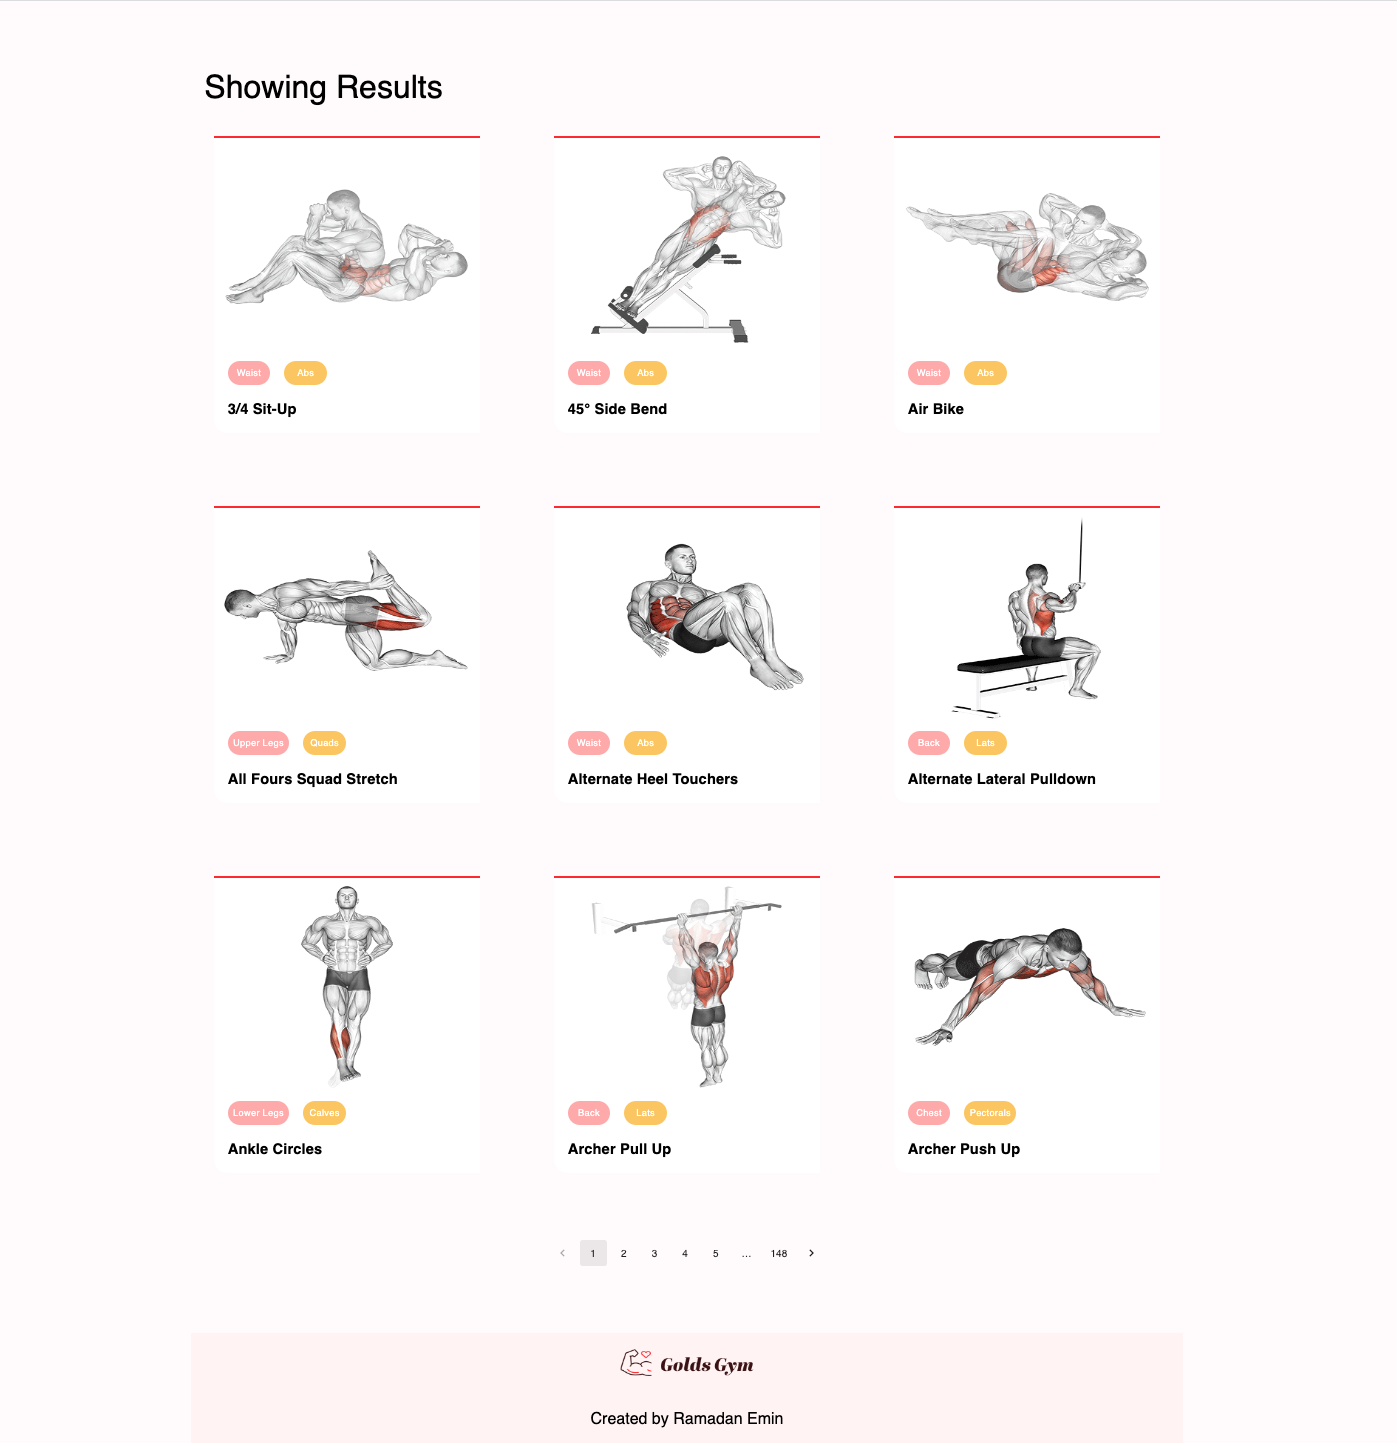 Showing Results
Waist Abs
3/4 Sit-Up
Waist Abs
45° Side Bend
Waist Abs
Air Bike
Upper Legs Quads
All Fours Squad Stretch
Waist Abs
Alternate Heel Touchers
Back Lats
Alternate Lateral Pulldown
Lower Legs Calves
Ankle Circles
Back Lats
Archer Pull Up
Chest Pectorals
Archer Push Up
‹ 1 2 3 4 5 … 148 ›
Golds Gym
Created by Ramadan Emin